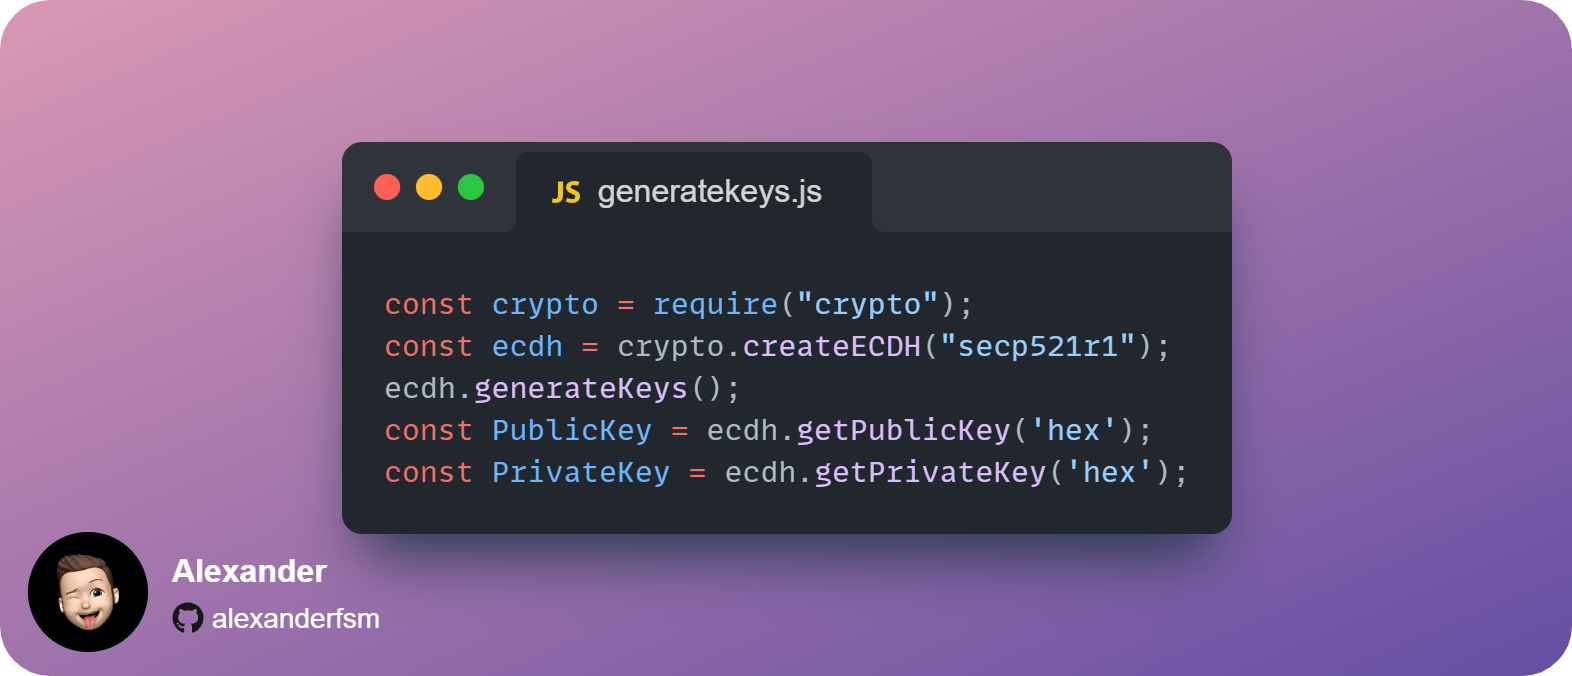 JS generatekeys.js
const crypto = require("crypto");
const ecdh = crypto.createECDH("secp521r1");
ecdh.generateKeys();
const PublicKey = ecdh.getPublicKey('hex');
const PrivateKey = ecdh.getPrivateKey('hex');
Alexander
alexanderfsm